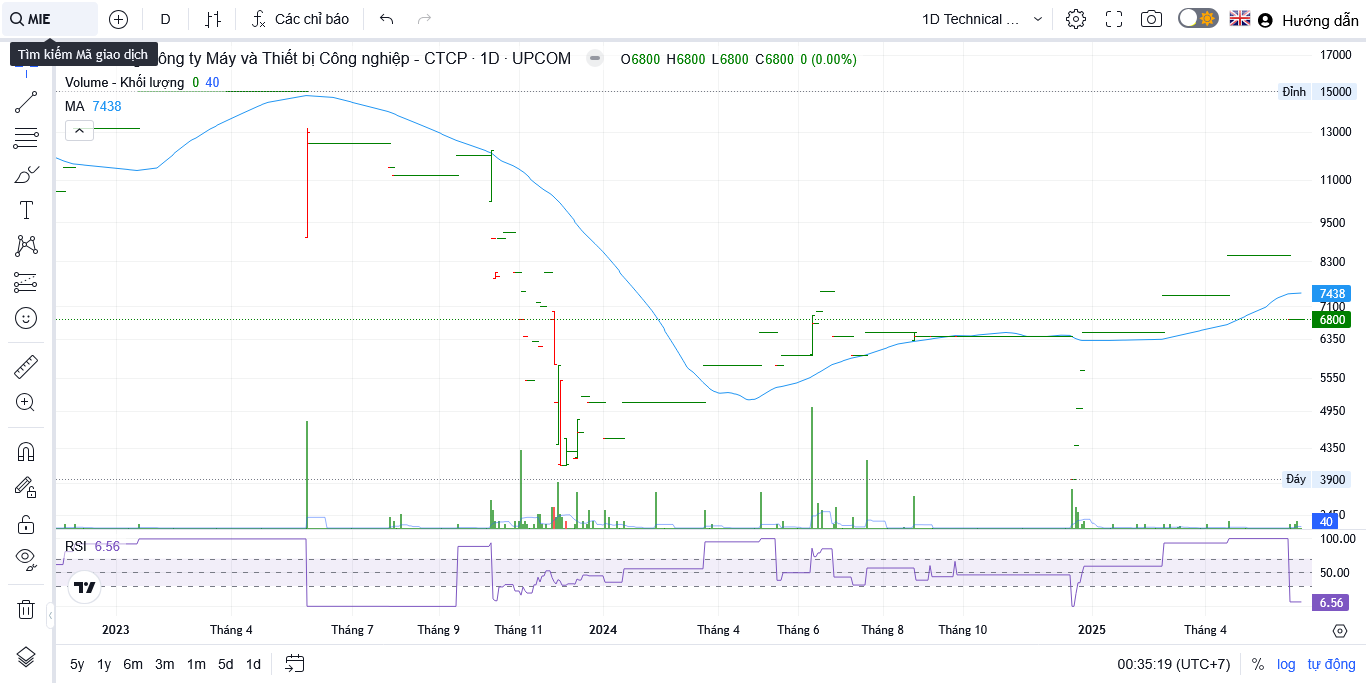 MIE
D
Các chỉ báo
1D Technical ...
Hướng dẫn
Tìm kiếm Mã giao dịch
ông ty Máy và Thiết bị Công nghiệp - CTCP · 1D · UPCOM
O6800 H6800 L6800 C6800 0 (0.00%)
Volume - Khối lượng 0 40
MA 7438
17000
Đỉnh 15000
13000
11000
9500
8300
7438
7100
6800
6350
5550
4950
4350
Đáy 3900
3450
40
RSI 6.56
100.00
50.00
6.56
2023 Tháng 4 Tháng 7 Tháng 9 Tháng 11 2024 Tháng 4 Tháng 6 Tháng 8 Tháng 10 2025 Tháng 4
5y 1y 6m 3m 1m 5d 1d
00:35:19 (UTC+7) % log tự động